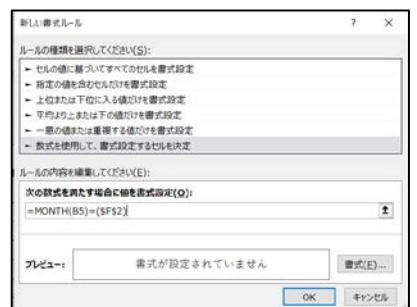 新しい書式ルール ? ×
ルールの種類を選択してください(S):
► セルの値に基づいてすべてのセルを書式設定
► 指定の値を含むセルだけを書式設定
► 上位または下位に入る値だけを書式設定
► 平均より上または下の値だけを書式設定
► 一意の値または重複する値だけを書式設定
► 数式を使用して、書式設定するセルを決定
ルールの内容を編集してください(E):
次の数式を満たす場合に値を書式設定(O):
=MONTH(B5)=($F$2)
プレビュー: 書式が設定されていません 書式(F)...
OK キャンセル